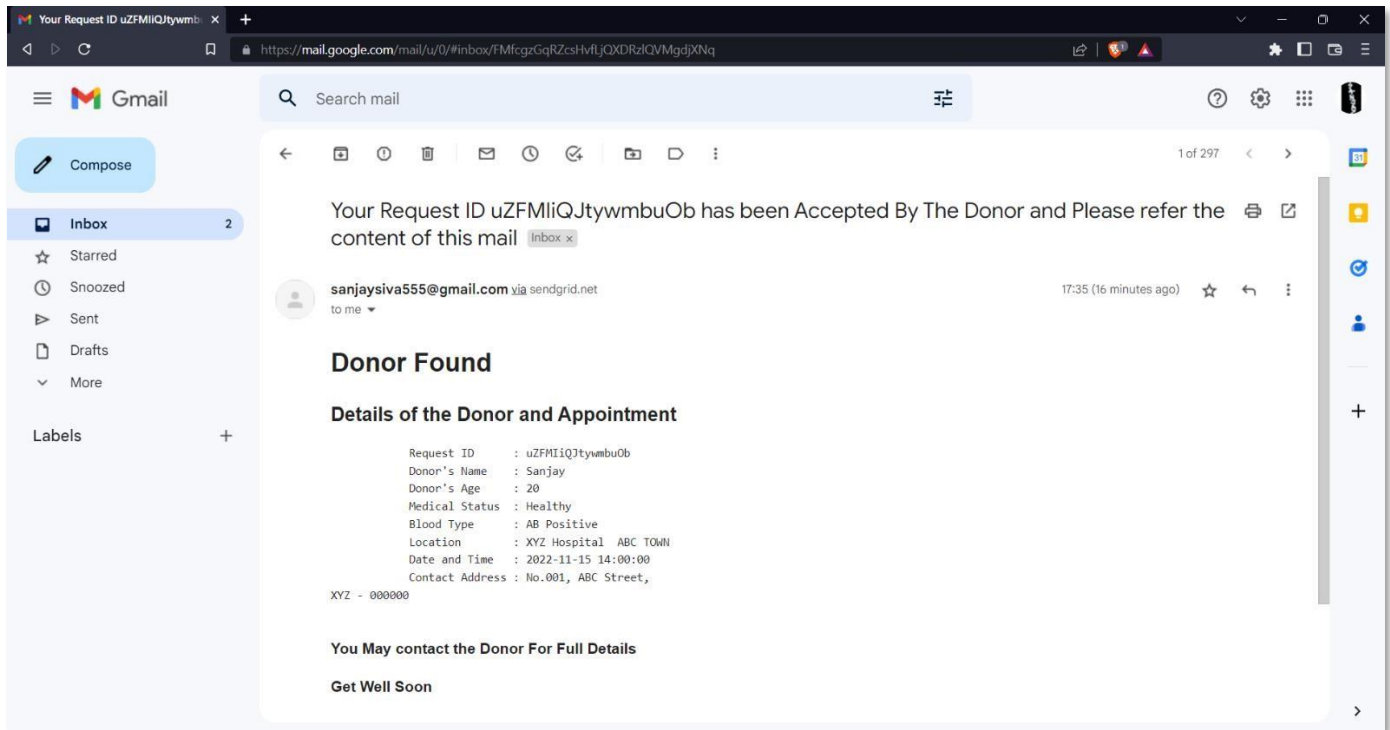 Your Request ID uZFMIiQJtywmb
https://mail.google.com/mail/u/0/#inbox/FMfcgzGqRZcsHvfLjQXDRzlQVMgdjXNq
Gmail
Search mail
Compose
1 of 297
31
Inbox 2
Starred
Snoozed
Sent
Drafts
More
Labels
Your Request ID uZFMIiQJtywmbuOb has been Accepted By The Donor and Please refer the
content of this mail Inbox x
sanjaysiva555@gmail.com via sendgrid.net 17:35 (16 minutes ago)
to me
Donor Found
Details of the Donor and Appointment
Request ID : uZFMIiQJtywmbuOb
Donor's Name : Sanjay
Donor's Age : 20
Medical Status : Healthy
Blood Type : AB Positive
Location : XYZ Hospital ABC TOWN
Date and Time : 2022-11-15 14:00:00
Contact Address : No.001, ABC Street,
XYZ - 000000
You May contact the Donor For Full Details
Get Well Soon